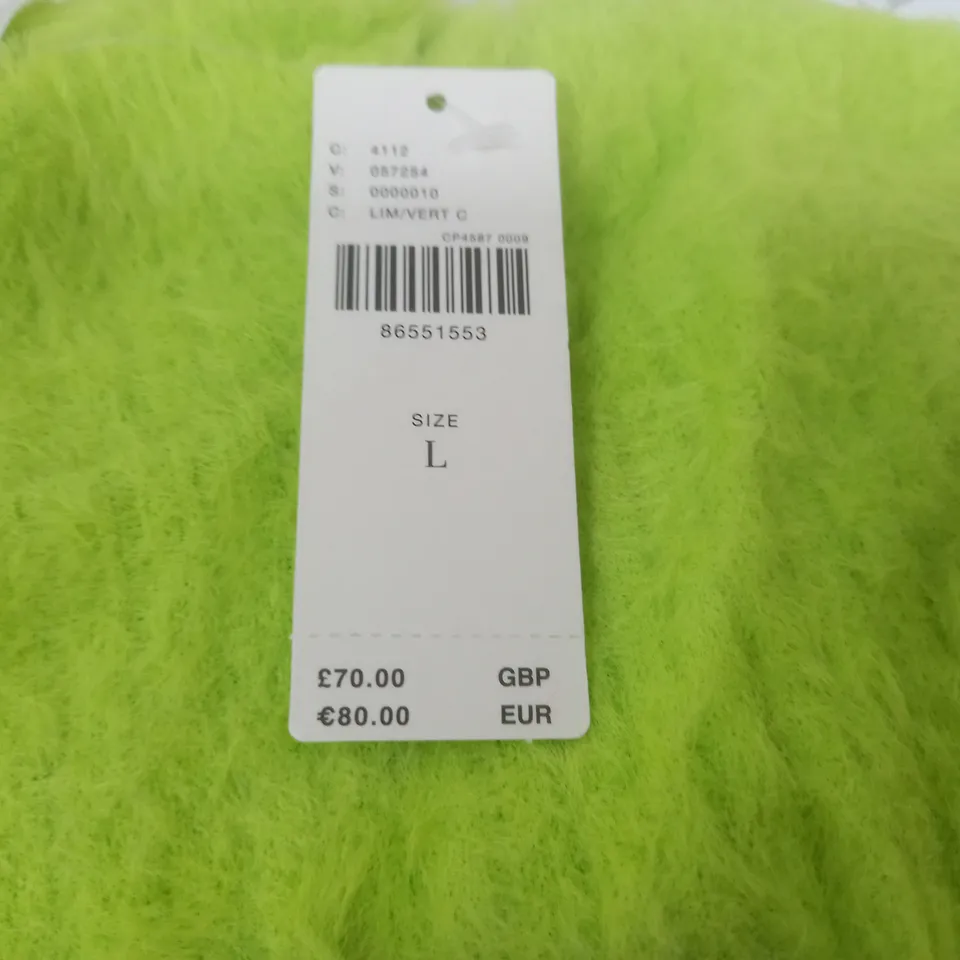 C: 4112
V: 057254
S: 0000010
C: LIM/VERT C
CP4587 0009
86551553
SIZE
L
£70.00 GBP
€80.00 EUR